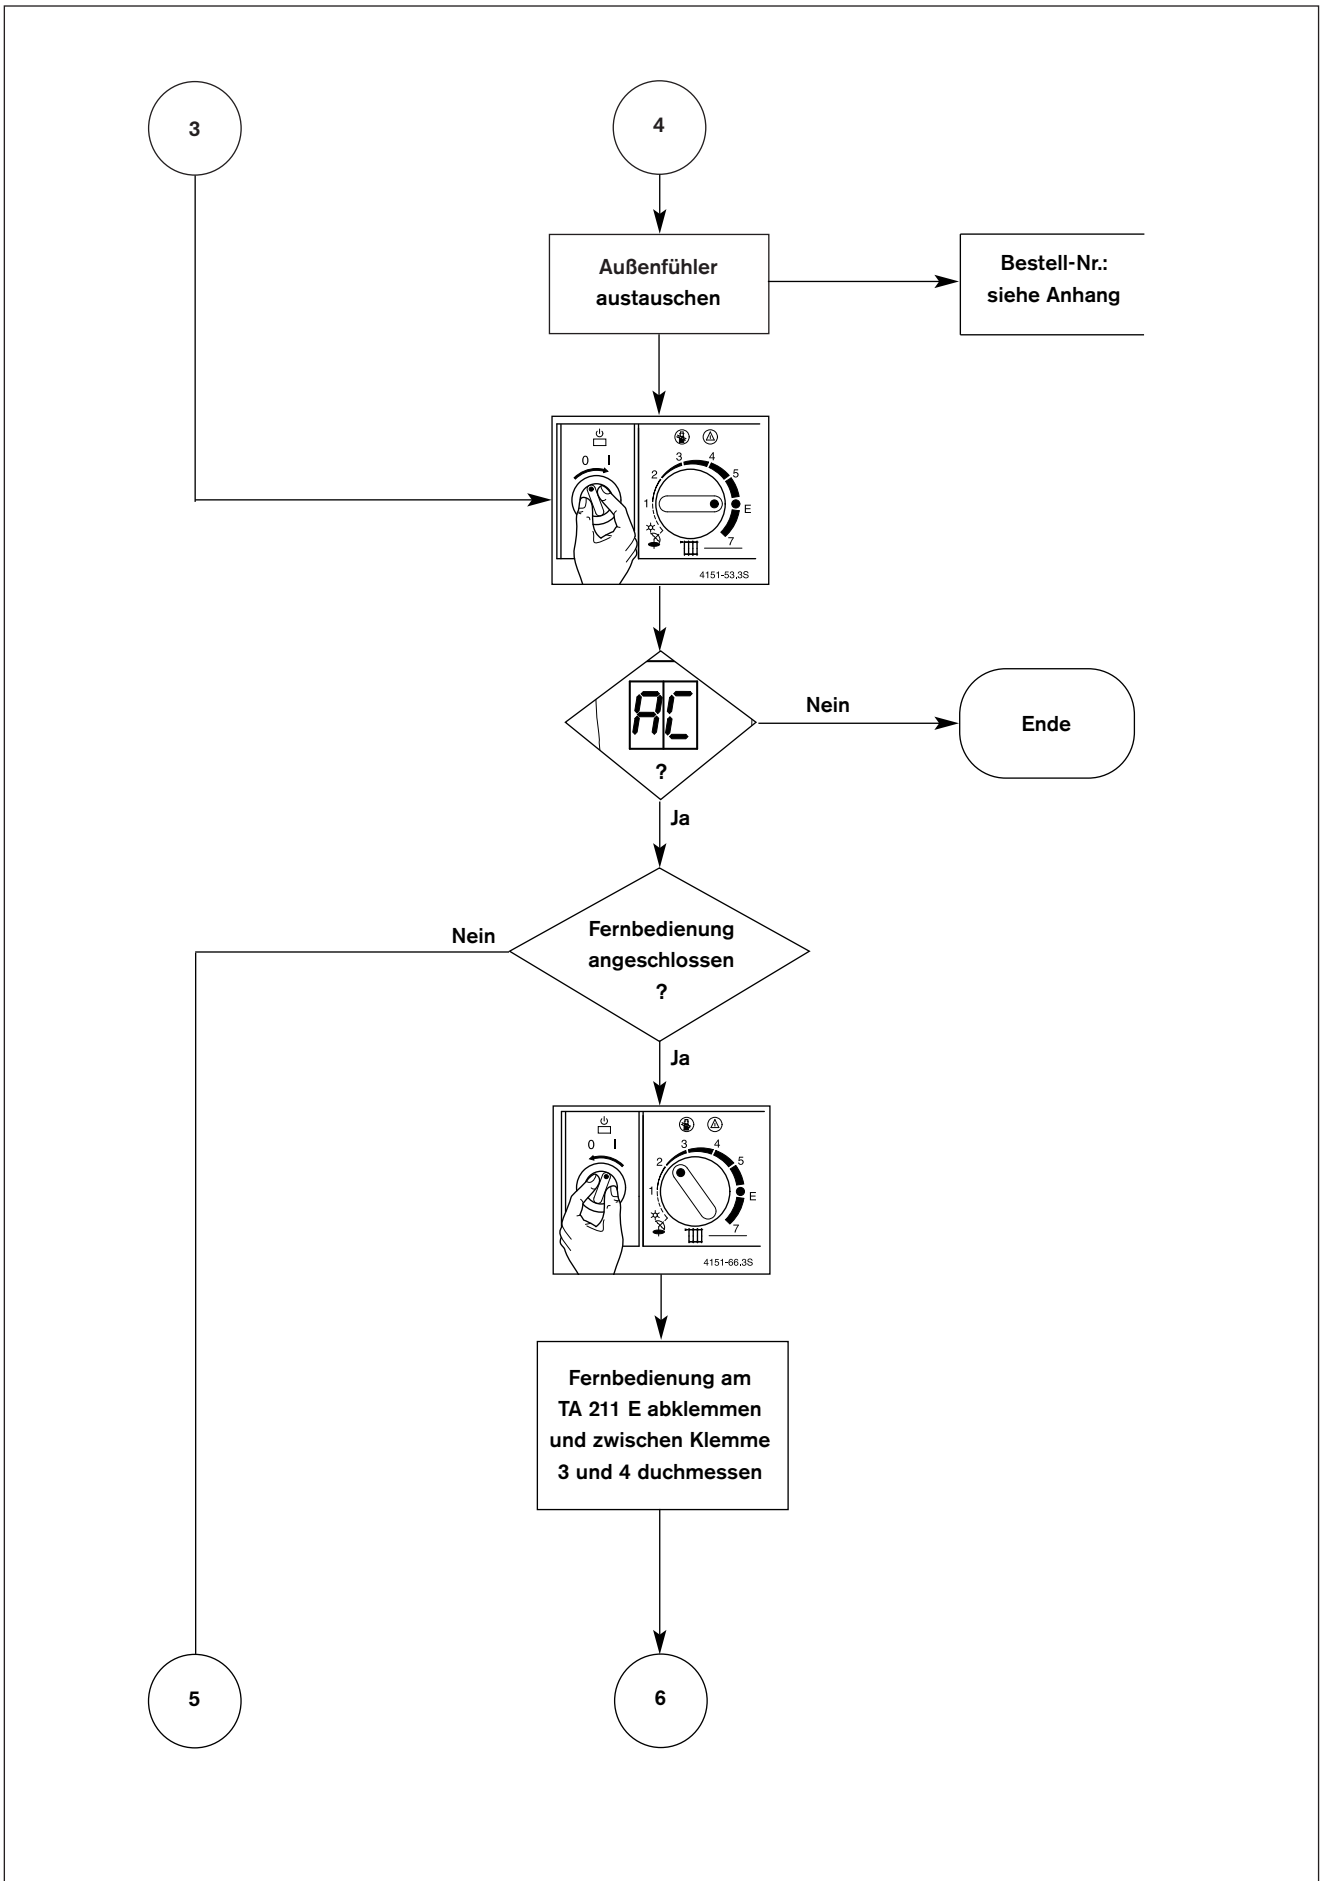 3
4
Außenfühler
austauschen
Bestell-Nr.:
siehe Anhang
0 I
1
2
3
4
5
E
7
4151-53.3S
AC
?
Nein
Ende
Ja
Nein
Fernbedienung
angeschlossen
?
Ja
0 I
1
2
3
4
5
E
7
4151-66.3S
Fernbedienung am
TA 211 E abklemmen
und zwischen Klemme
3 und 4 duchmessen
5
6